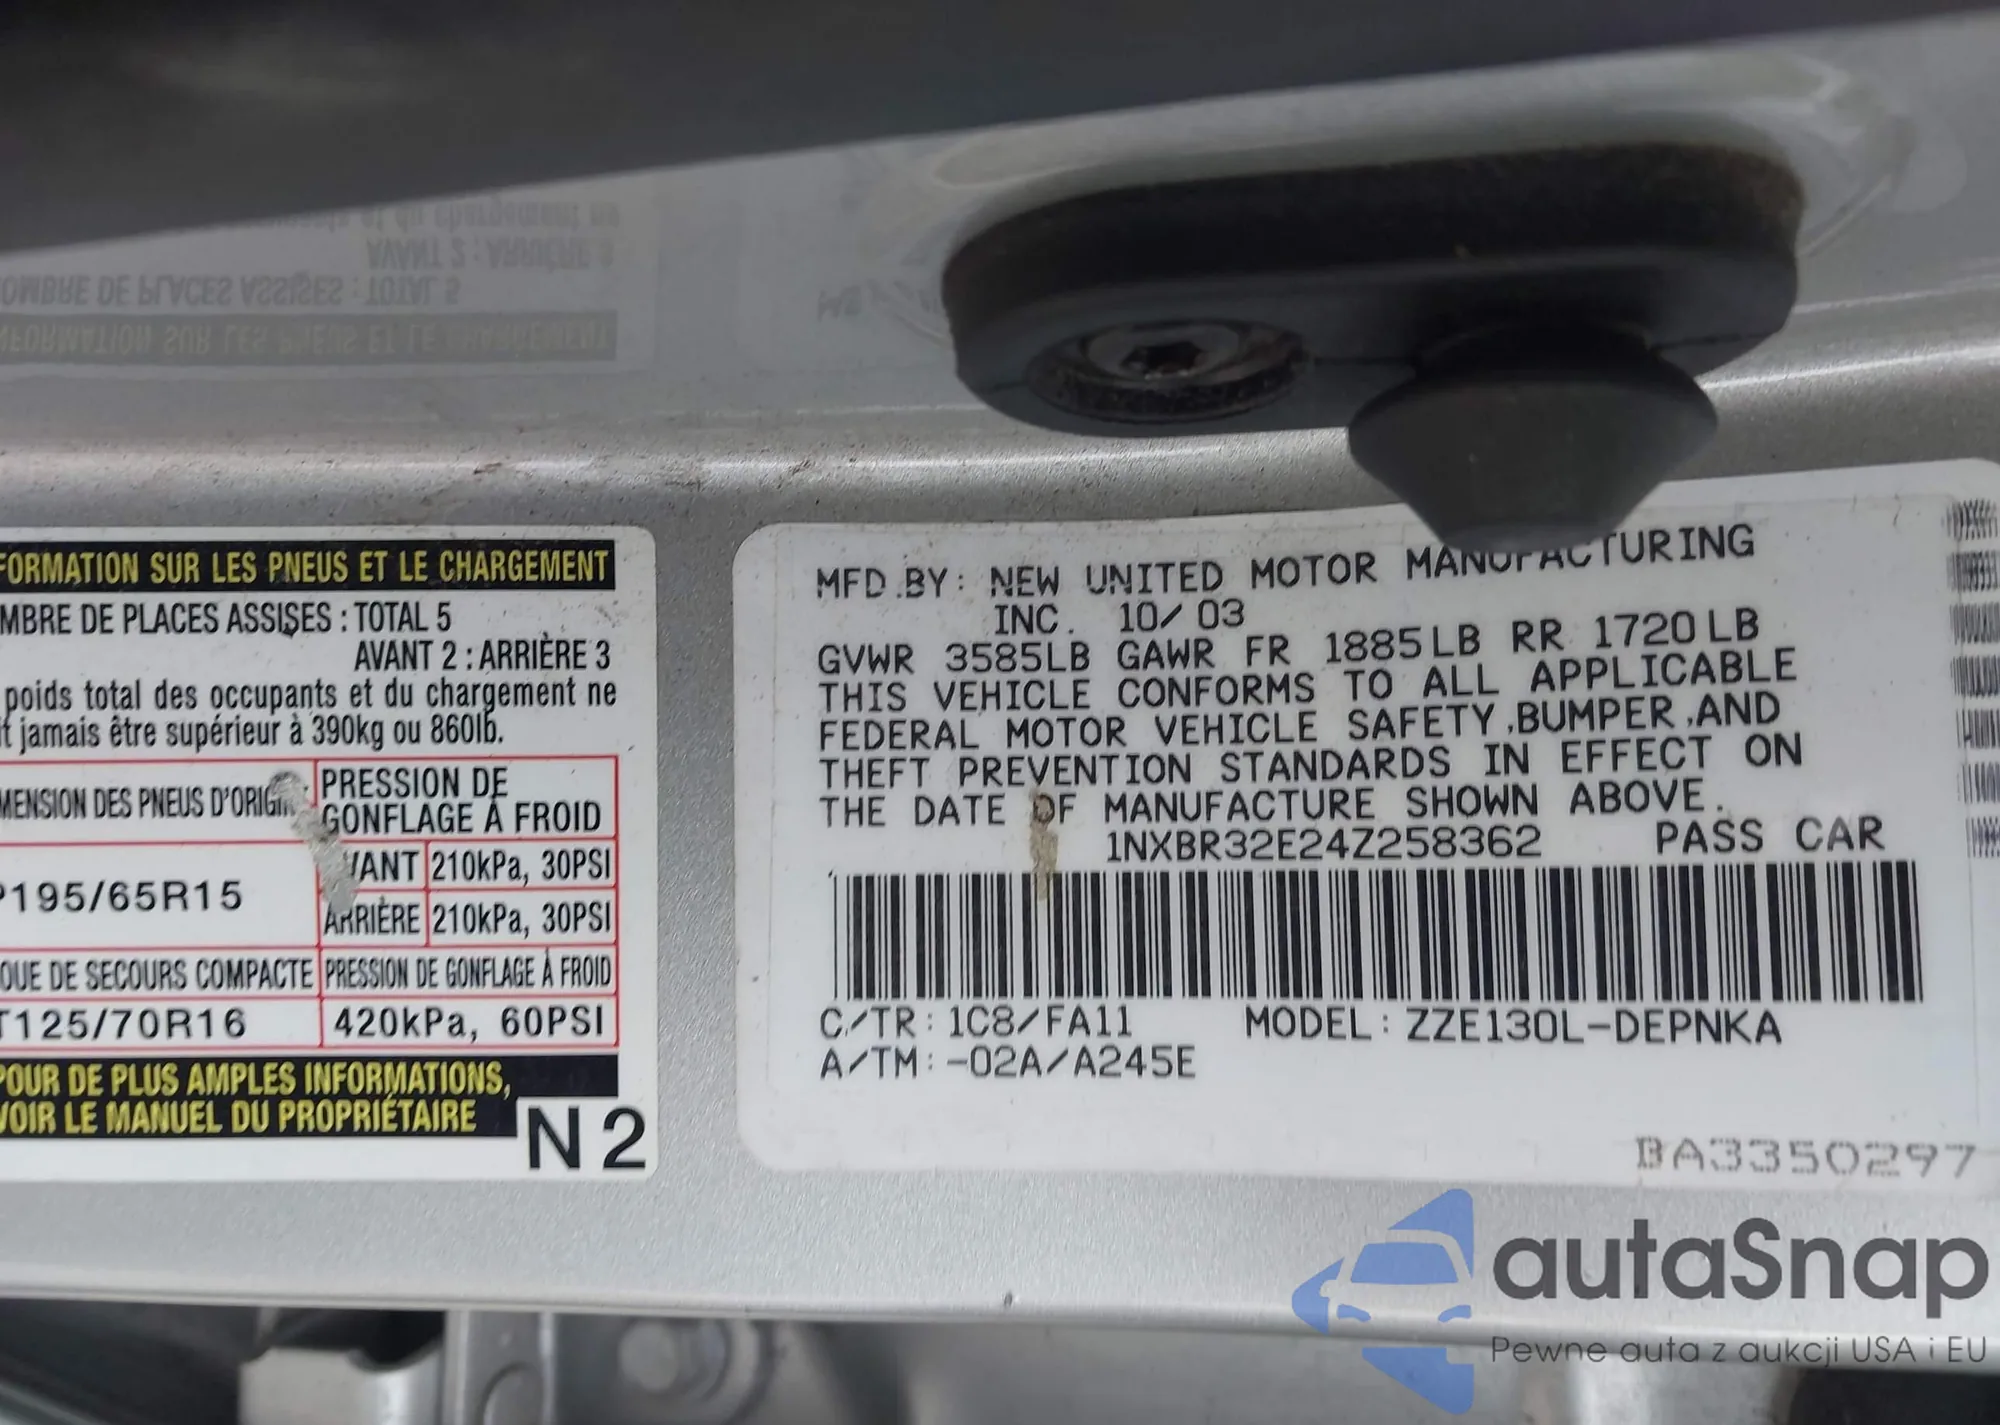 FORMATION SUR LES PNEUS ET LE CHARGEMENT
MBRE DE PLACES ASSISES : TOTAL 5
AVANT 2 : ARRIÈRE 3
poids total des occupants et du chargement ne
t jamais être supérieur à 390kg ou 860lb.
MENSION DES PNEUS D'ORIGI
PRESSION DE
GONFLAGE À FROID
P195/65R15
VANT 210kPa, 30PSI
ARRIÈRE 210kPa, 30PSI
OUE DE SECOURS COMPACTE PRESSION DE GONFLAGE À FROID
T125/70R16 420kPa, 60PSI
POUR DE PLUS AMPLES INFORMATIONS,
VOIR LE MANUEL DU PROPRIÉTAIRE
N2
MFD.BY: NEW UNITED MOTOR MANUFACTURING
INC. 10/03
GVWR 3585LB GAWR FR 1885LB RR 1720LB
THIS VEHICLE CONFORMS TO ALL APPLICABLE
FEDERAL MOTOR VEHICLE SAFETY,BUMPER,AND
THEFT PREVENTION STANDARDS IN EFFECT ON
THE DATE OF MANUFACTURE SHOWN ABOVE.
1NXBR32E24Z258362 PASS CAR
C/TR: 1C8/FA11 MODEL: ZZE130L-DEPNKA
A/TM: -02A/A245E
BA3350297
autaSnap
Pewne auta z aukcji USA i EU